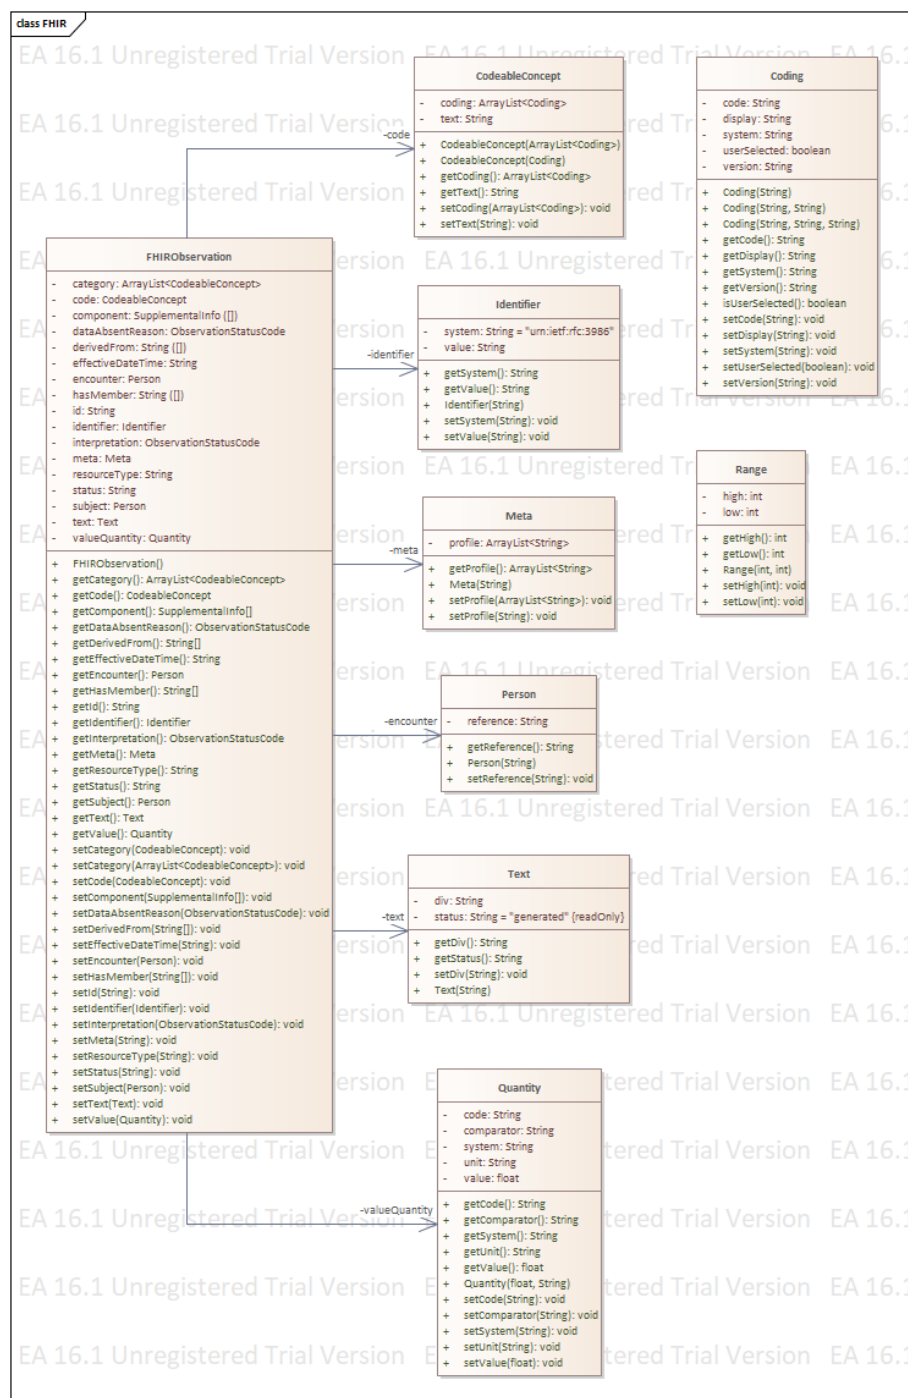 class FHIR
CodeableConcept
- coding: ArrayList<Coding>
- text: String
+ CodeableConcept(ArrayList<Coding>)
+ CodeableConcept(Coding)
+ getCoding(): ArrayList<Coding>
+ getText(): String
+ setCoding(ArrayList<Coding>): void
+ setText(String): void
Coding
- code: String
- display: String
- system: String
- userSelected: boolean
- version: String
+ Coding(String)
+ Coding(String, String)
+ Coding(String, String, String)
+ getCode(): String
+ getDisplay(): String
+ getSystem(): String
+ getVersion(): String
+ isUserSelected(): boolean
+ setCode(String): void
+ setDisplay(String): void
+ setSystem(String): void
+ setUserSelected(boolean): void
+ setVersion(String): void
-code
FHIRObservation
- category: ArrayList<CodeableConcept>
- code: CodeableConcept
- component: SupplementalInfo ([])
- dataAbsentReason: ObservationStatusCode
- derivedFrom: String ([])
- effectiveDateTime: String
- encounter: Person
- hasMember: String ([])
- id: String
- identifier: Identifier
- interpretation: ObservationStatusCode
- meta: Meta
- resourceType: String
- status: String
- subject: Person
- text: Text
- valueQuantity: Quantity
+ FHIRObservation()
+ getCategory(): ArrayList<CodeableConcept>
+ getCode(): CodeableConcept
+ getComponent(): SupplementalInfo[]
+ getDataAbsentReason(): ObservationStatusCode
+ getDerivedFrom(): String[]
+ getEffectiveDateTime(): String
+ getEncounter(): Person
+ getHasMember(): String[]
+ getId(): String
+ getIdentifier(): Identifier
+ getInterpretation(): ObservationStatusCode
+ getMeta(): Meta
+ getResourceType(): String
+ getStatus(): String
+ getSubject(): Person
+ getText(): Text
+ getValue(): Quantity
+ setCategory(CodeableConcept): void
+ setCategory(ArrayList<CodeableConcept>): void
+ setCode(CodeableConcept): void
+ setComponent(SupplementalInfo[]): void
+ setDataAbsentReason(ObservationStatusCode): void
+ setDerivedFrom(String[]): void
+ setEffectiveDateTime(String): void
+ setEncounter(Person): void
+ setHasMember(String[]): void
+ setId(String): void
+ setIdentifier(Identifier): void
+ setInterpretation(ObservationStatusCode): void
+ setMeta(String): void
+ setResourceType(String): void
+ setStatus(String): void
+ setSubject(Person): void
+ setText(Text): void
+ setValue(Quantity): void
-identifier
Identifier
- system: String = "urn:ietf:rfc:3986"
- value: String
+ getSystem(): String
+ getValue(): String
+ Identifier(String)
+ setSystem(String): void
+ setValue(String): void
Range
- high: int
- low: int
+ getHigh(): int
+ getLow(): int
+ Range(int, int)
+ setHigh(int): void
+ setLow(int): void
-meta
Meta
- profile: ArrayList<String>
+ getProfile(): ArrayList<String>
+ Meta(String)
+ setProfile(ArrayList<String>): void
+ setProfile(String): void
-encounter
Person
- reference: String
+ getReference(): String
+ Person(String)
+ setReference(String): void
-text
Text
- div: String
- status: String = "generated" {readOnly}
+ getDiv(): String
+ getStatus(): String
+ setDiv(String): void
+ Text(String)
-valueQuantity
Quantity
- code: String
- comparator: String
- system: String
- unit: String
- value: float
+ getCode(): String
+ getComparator(): String
+ getSystem(): String
+ getUnit(): String
+ getValue(): float
+ Quantity(float, String)
+ setCode(String): void
+ setComparator(String): void
+ setSystem(String): void
+ setUnit(String): void
+ setValue(float): void
EA 16.1 Unregistered Trial Version